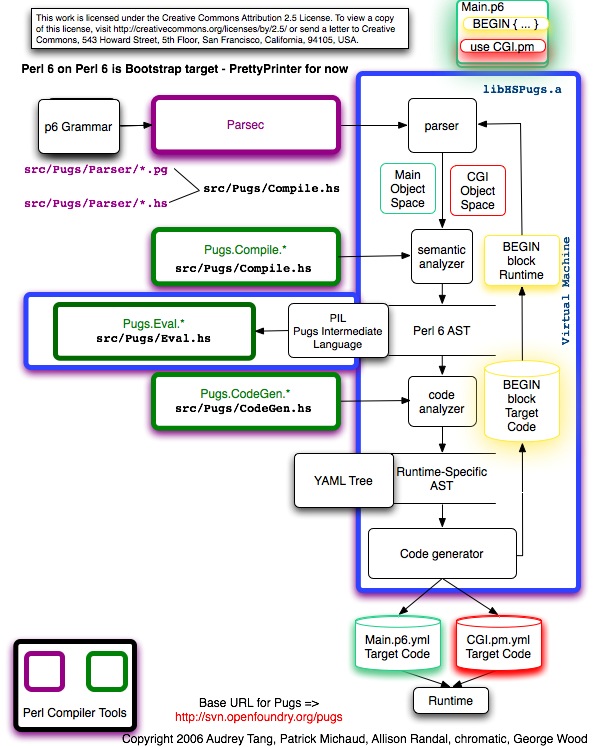 This work is licensed under the Creative Commons Attribution 2.5 License. To view a copy
of this license, visit http://creativecommons.org/licenses/by/2.5/ or send a letter to Creative
Commons, 543 Howard Street, 5th Floor, San Francisco, California, 94105, USA.
Main.p6
BEGIN { ... }
use CGI.pm
Perl 6 on Perl 6 is Bootstrap target - PrettyPrinter for now
libHSPugs.a
p6 Grammar
Parsec
parser
src/Pugs/Parser/*.pg
src/Pugs/Parser/*.hs
src/Pugs/Compile.hs
Main
Object
Space
CGI
Object
Space
Pugs.Compile.*
src/Pugs/Compile.hs
semantic
analyzer
BEGIN
block
Runtime
Virtual Machine
Pugs.Eval.*
src/Pugs/Eval.hs
PIL
Pugs Intermediate
Language
Perl 6 AST
Pugs.CodeGen.*
src/Pugs/CodeGen.hs
code
analyzer
BEGIN
block
Target
Code
YAML Tree
Runtime-Specific
AST
Code generator
Main.p6.yml
Target Code
CGI.pm.yml
Target Code
Runtime
Perl Compiler Tools
Base URL for Pugs =>
http://svn.openfoundry.org/pugs
Copyright 2006 Audrey Tang, Patrick Michaud, Allison Randal, chromatic, George Wood